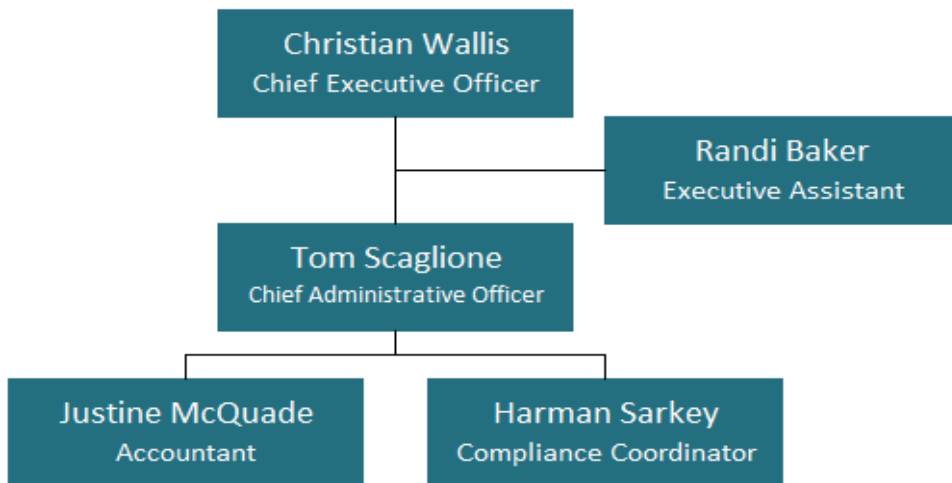 Christian Wallis
Chief Executive Officer
Randi Baker
Executive Assistant
Tom Scaglione
Chief Administrative Officer
Justine McQuade
Accountant
Harman Sarkey
Compliance Coordinator